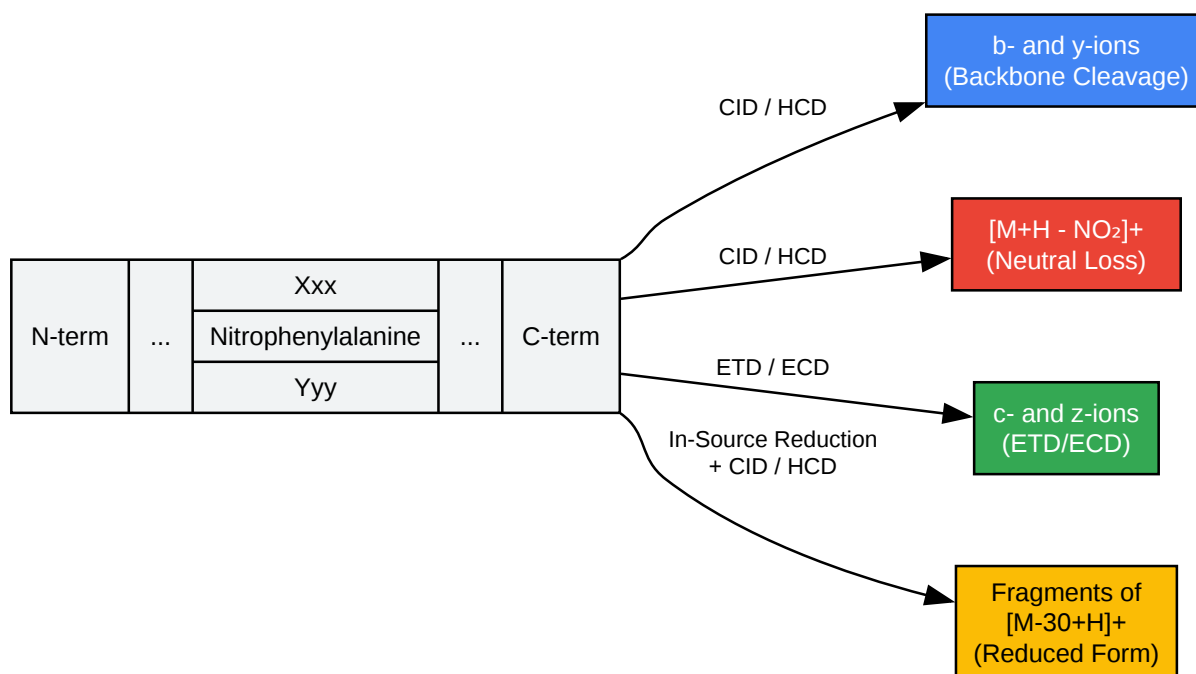 b- and y-ions
(Backbone Cleavage)
CID / HCD
[M+H - NO₂]+
(Neutral Loss)
CID / HCD
N-term
...
Xxx
Nitrophenylalanine
Yyy
...
C-term
ETD / ECD
c- and z-ions
(ETD/ECD)
In-Source Reduction
+ CID / HCD
Fragments of
[M-30+H]+
(Reduced Form)